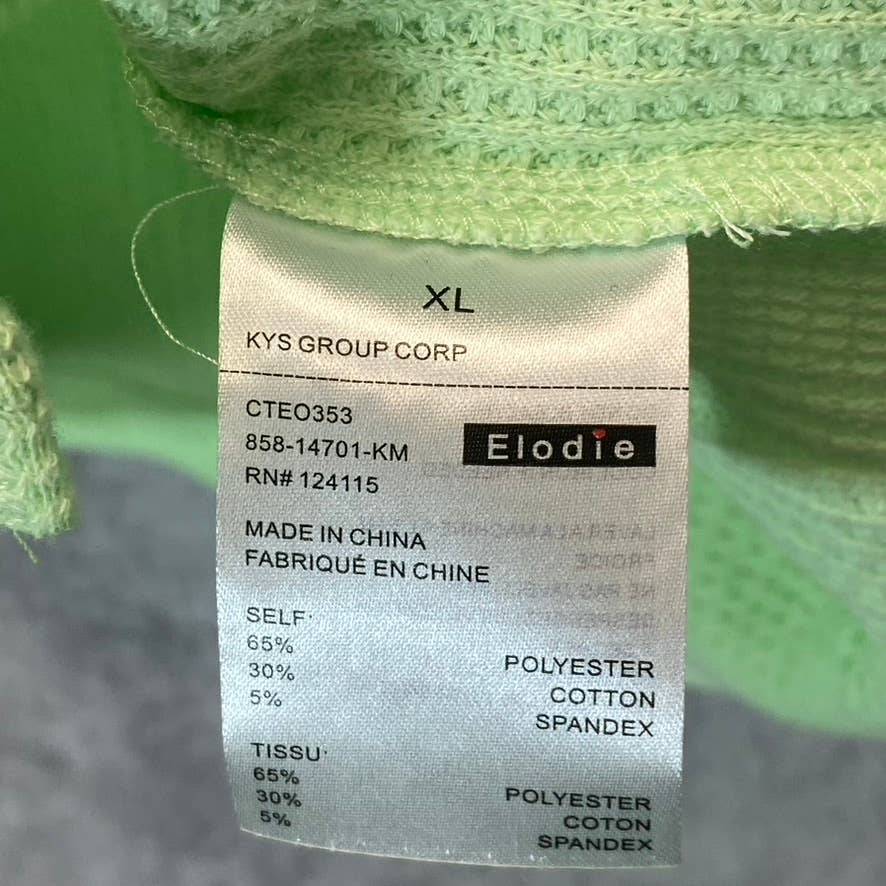 XL
KYS GROUP CORP
CTEO353
858-14701-KM
RN# 124115
Elodie
MADE IN CHINA
FABRIQUÉ EN CHINE
SELF:
65% POLYESTER
30% COTTON
5% SPANDEX
TISSU:
65% POLYESTER
30% COTON
5% SPANDEX